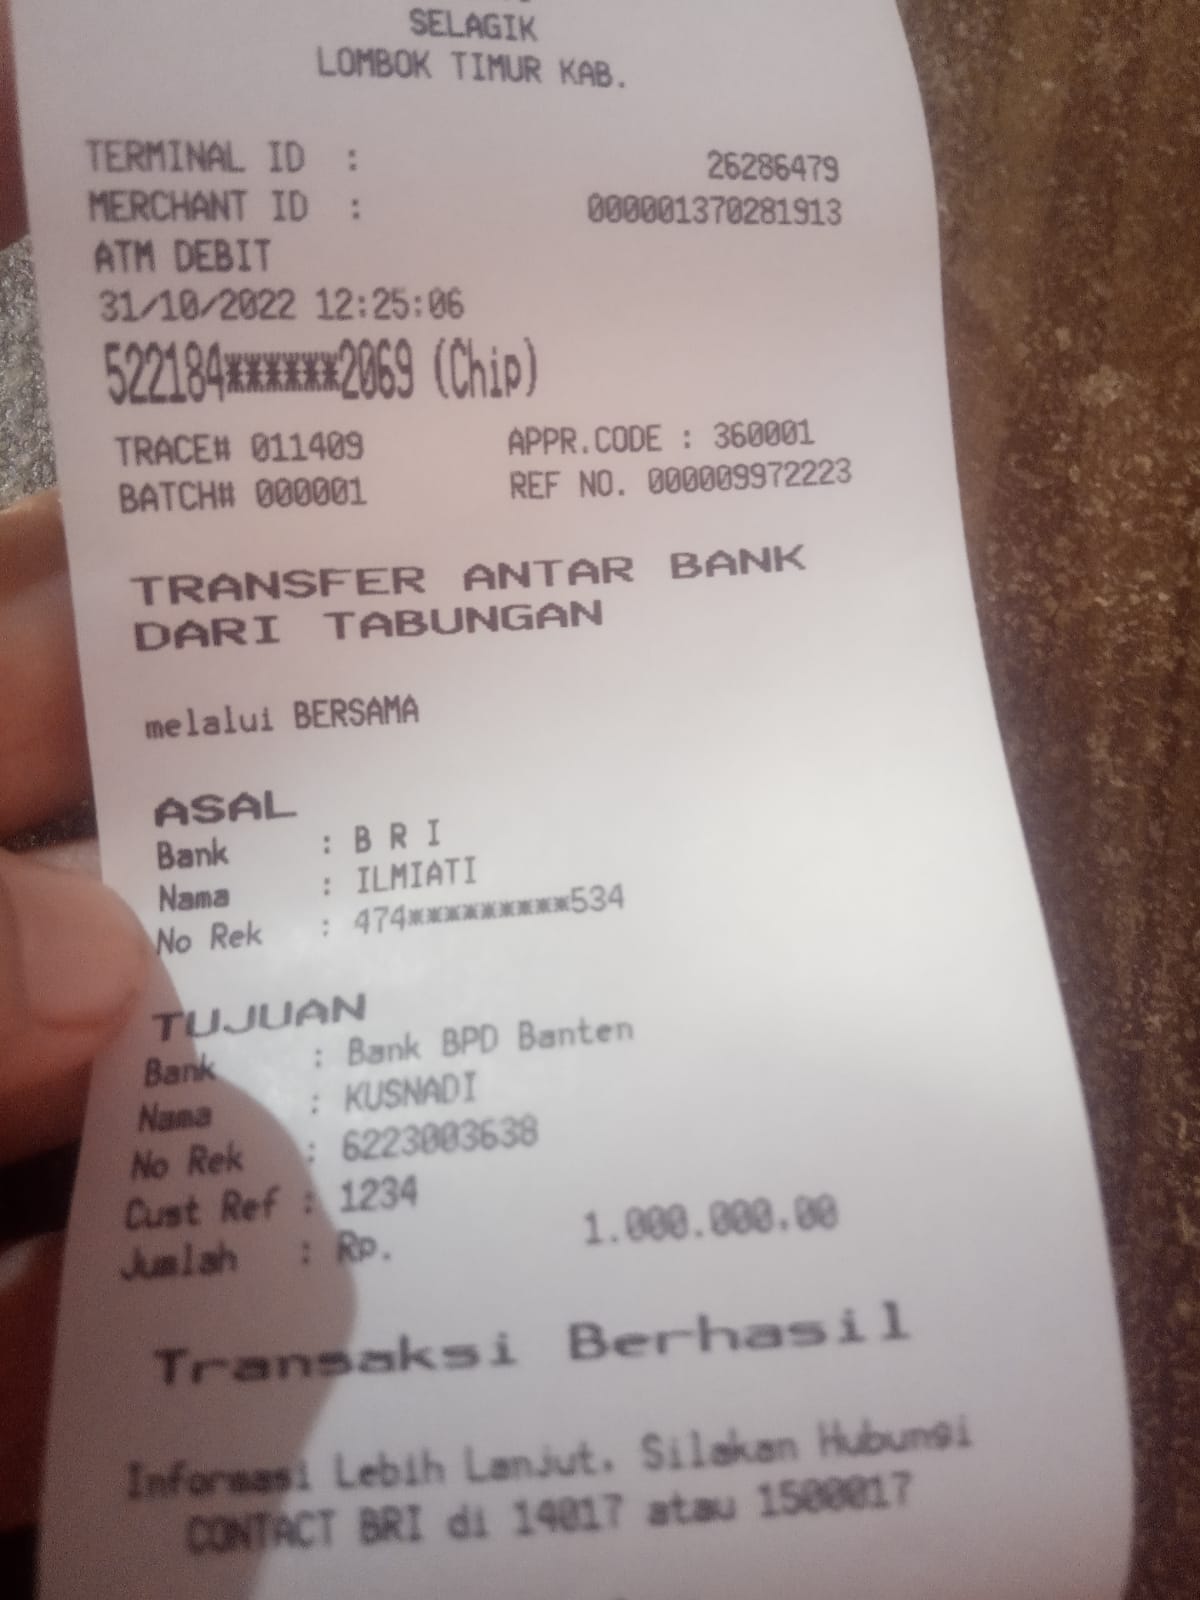 SELAGIK
LOMBOK TIMUR KAB.
TERMINAL ID : 26286479
MERCHANT ID : 000001370281913
ATM DEBIT
31/10/2022 12:25:06
522184******2069 (Chip)
TRACE# 011409 APPR.CODE : 360001
BATCH# 000001 REF NO. 000009972223
TRANSFER ANTAR BANK
DARI TABUNGAN
melalui BERSAMA
ASAL
Bank : B R I
Nama : ILMIATI
No Rek : 474*********534
TUJUAN
Bank : Bank BPD Banten
Nama : KUSNADI
No Rek : 6223003638
Cust Ref : 1234
Jumlah : Rp. 1.000.000.00
Transaksi Berhasil
Informasi Lebih Lanjut. Silakan Hubungi
CONTACT BRI di 14017 atau 1500017